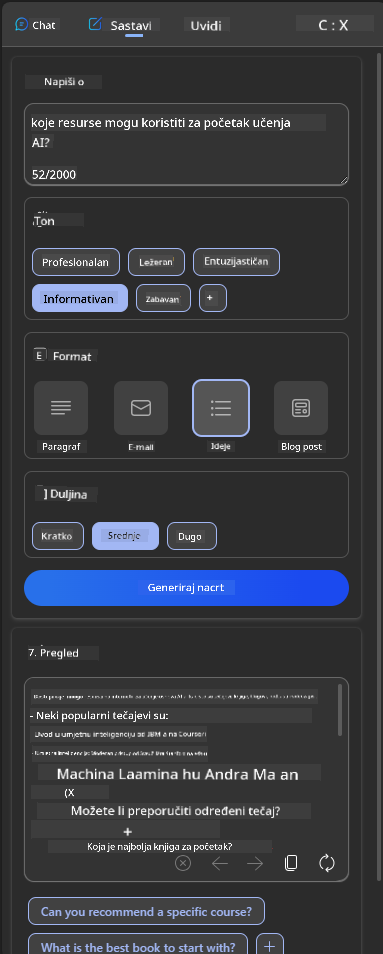 Chat
Sastavi
Uvidi
C : X
Napiši o
koje resurse mogu koristiti za početak učenja
AI?
52/2000
Ton
Profesionalan
Ležeran
Entuzijastičan
Informativan
Zabavan
+
E Format
Paragraf
E-mail
Ideje
Blog post
] Duljina
Kratko
Srednje
Dugo
Generiraj nacrt
7. Pregled
- Neki popularni tečajevi su:
Uvod u umjetnu inteligenciju od IBM-a na Courseri
Machina Laamina hu Andra Ma an
(X
Možete li preporučiti određeni tečaj?
+
Koja je najbolja knjiga za početak?
Can you recommend a specific course?
What is the best book to start with?
+